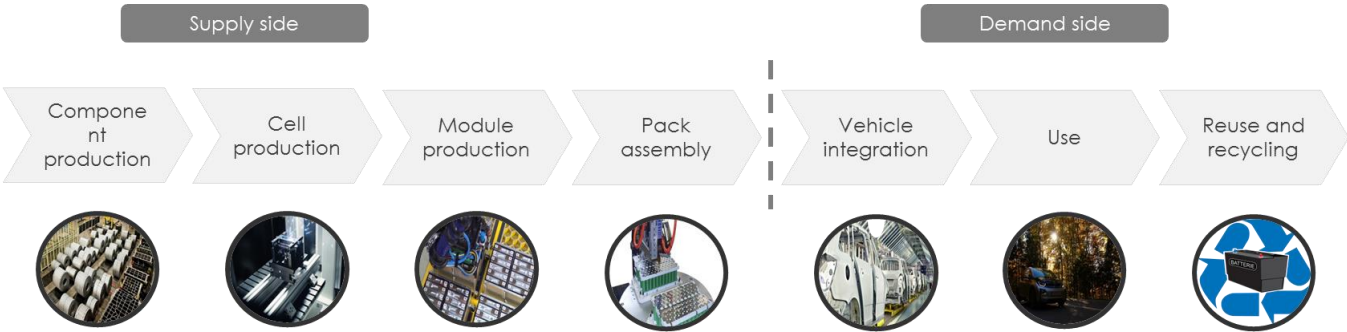 Supply side
Demand side
Compone
nt
production
Cell
production
Module
production
Pack
assembly
Vehicle
integration
Use
Reuse and
recycling
BATTERIE